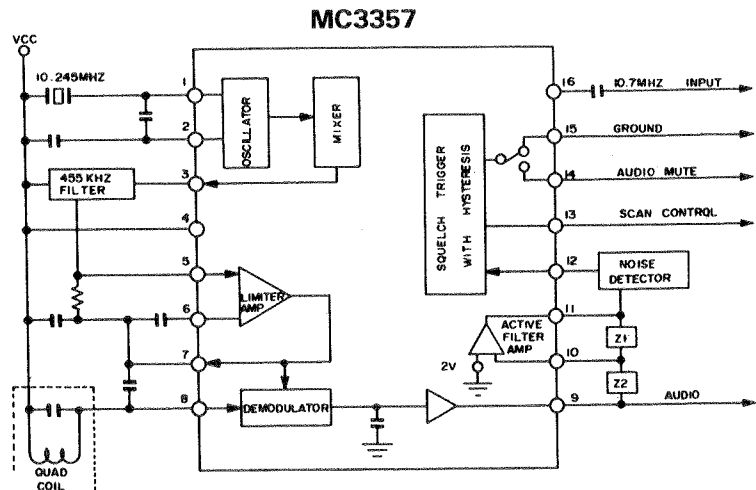 MC3357
VCC
10.245MHZ
1
2
OSCILLATOR
MIXER
3
455 KHZ
FILTER
4
5
LIMITER
AMP
6
7
8
DEMODULATOR
QUAD
COIL
SQUELCH TRIGGER
WITH HYSTERESIS
16
10.7MHZ INPUT
15
GROUND
14
AUDIO MUTE
13
SCAN CONTROL
12
NOISE
DETECTOR
11
ACTIVE
FILTER
AMP
Z1
10
2V
Z2
9
AUDIO